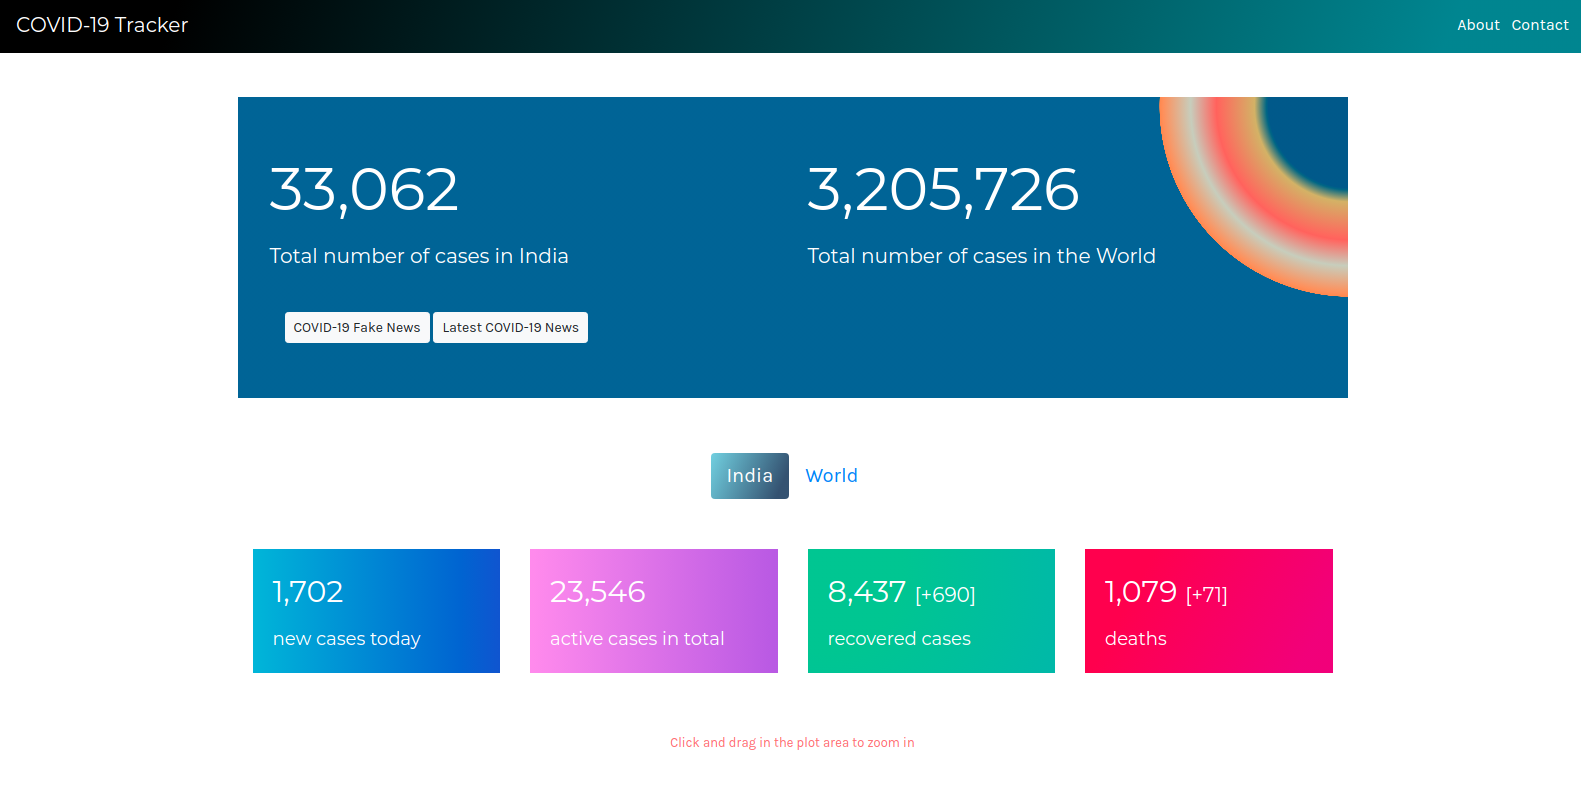 COVID-19 Tracker
About Contact
33,062
Total number of cases in India
3,205,726
Total number of cases in the World
COVID-19 Fake News
Latest COVID-19 News
India
World
1,702
new cases today
23,546
active cases in total
8,437 [+690]
recovered cases
1,079 [+71]
deaths
Click and drag in the plot area to zoom in